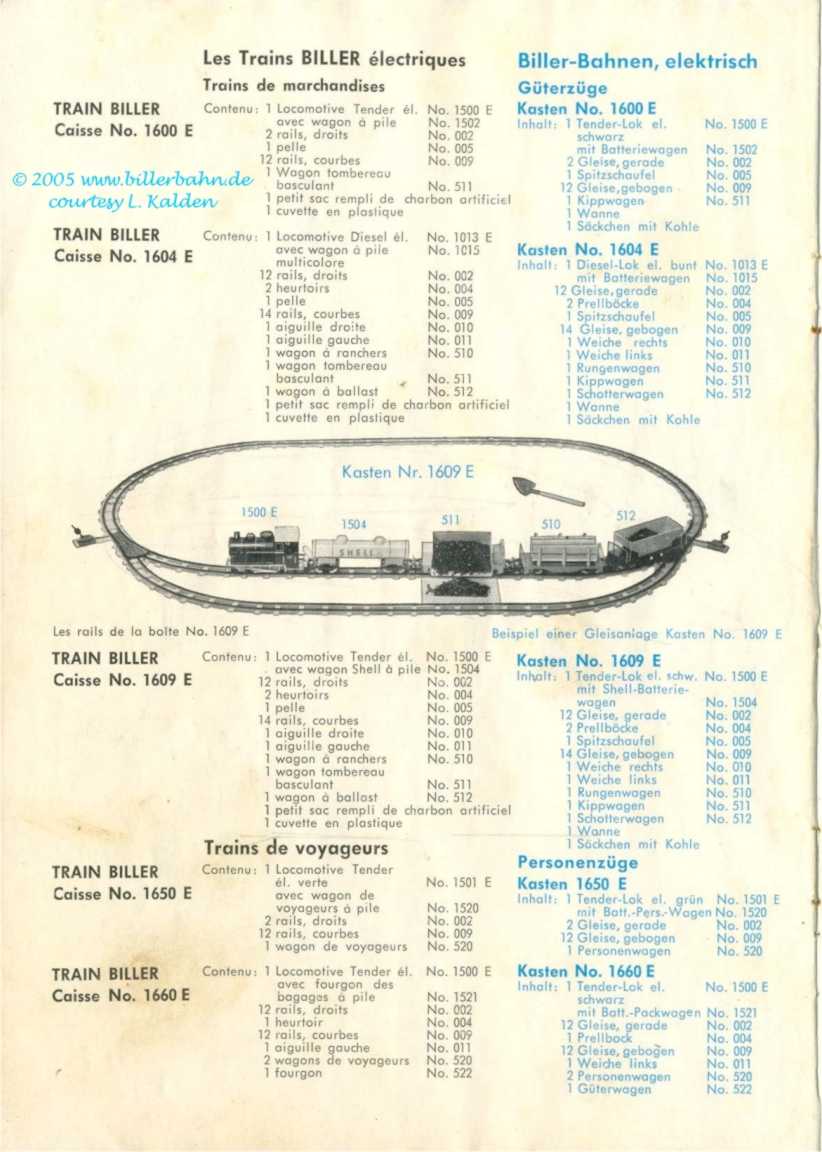 Les Trains BILLER électriques
Trains de marchandises
TRAIN BILLER
Caisse No. 1600 E
Contenu: 1 Locomotive Tender él. No. 1500 E
avec wagon à pile No. 1502
2 rails, droits No. 002
1 pelle No. 005
12 rails, courbes No. 009
1 Wagon tombereau
basculant No. 511
1 petit sac rempli de charbon artificiel
1 cuvette en plastique
© 2005 www.billerbahn.de
courtesy L. Kalden
TRAIN BILLER
Caisse No. 1604 E
Contenu: 1 Locomotive Diesel él. No. 1013 E
avec wagon à pile No. 1015
multicolore
12 rails, droits No. 002
2 heurtoirs No. 004
1 pelle No. 005
14 rails, courbes No. 009
1 aiguille droite No. 010
1 aiguille gauche No. 011
1 wagon à ranchers No. 510
1 wagon tombereau
basculant No. 511
1 wagon à ballast No. 512
1 petit sac rempli de charbon artificiel
1 cuvette en plastique
Biller-Bahnen, elektrisch
Güterzüge
Kasten No. 1600 E
Inhalt: 1 Tender-Lok el. No. 1500 E
schwarz
mit Batteriewagen No. 1502
2 Gleise, gerade No. 002
1 Spitzschaufel No. 005
12 Gleise, gebogen No. 009
1 Kippwagen No. 511
1 Wanne
1 Säckchen mit Kohle
Kasten No. 1604 E
Inhalt: 1 Diesel-Lok el. bunt No. 1013 E
mit Batteriewagen No. 1015
12 Gleise, gerade No. 002
2 Prellböcke No. 004
1 Spitzschaufel No. 005
14 Gleise, gebogen No. 009
1 Weiche rechts No. 010
1 Weiche links No. 011
1 Rungenwagen No. 510
1 Kippwagen No. 511
1 Schotterwagen No. 512
1 Wanne
1 Säckchen mit Kohle
Kasten Nr. 1609 E
1500 E
1504
511
510
512
SHELL
Les rails de la boîte No. 1609 E
Beispiel einer Gleisanlage Kasten No. 1609 E
TRAIN BILLER
Caisse No. 1609 E
Contenu: 1 Locomotive Tender él. No. 1500 E
avec wagon Shell à pile No. 1504
12 rails, droits No. 002
2 heurtoirs No. 004
1 pelle No. 005
14 rails, courbes No. 009
1 aiguille droite No. 010
1 aiguille gauche No. 011
1 wagon à ranchers No. 510
1 wagon tombereau
basculant No. 511
1 wagon à ballast No. 512
1 petit sac rempli de charbon artificiel
1 cuvette en plastique
Trains de voyageurs
TRAIN BILLER
Caisse No. 1650 E
Contenu: 1 Locomotive Tender
él. verte No. 1501 E
avec wagon de
voyageurs à pile No. 1520
2 rails, droits No. 002
12 rails, courbes No. 009
1 wagon de voyageurs No. 520
TRAIN BILLER
Caisse No. 1660 E
Contenu: 1 Locomotive Tender él. No. 1500 E
avec fourgon des
bagages à pile No. 1521
12 rails, droits No. 002
1 heurtoir No. 004
12 rails, courbes No. 009
1 aiguille gauche No. 011
2 wagons de voyageurs No. 520
1 fourgon No. 522
Kasten No. 1609 E
Inhalt: 1 Tender-Lok el. schw. No. 1500 E
mit Shell-Batterie-
wagen No. 1504
12 Gleise, gerade No. 002
2 Prellböcke No. 004
1 Spitzschaufel No. 005
14 Gleise, gebogen No. 009
1 Weiche rechts No. 010
1 Weiche links No. 011
1 Rungenwagen No. 510
1 Kippwagen No. 511
1 Schotterwagen No. 512
1 Wanne
1 Säckchen mit Kohle
Personenzüge
Kasten 1650 E
Inhalt: 1 Tender-Lok el. grün No. 1501 E
mit Batt.-Pers.-Wagen No. 1520
2 Gleise, gerade No. 002
12 Gleise, gebogen No. 009
1 Personenwagen No. 520
Kasten No. 1660 E
Inhalt: 1 Tender-Lok el. No. 1500 E
schwarz
mit Batt.-Packwagen No. 1521
12 Gleise, gerade No. 002
1 Prellbock No. 004
12 Gleise, gebogen No. 009
1 Weiche links No. 011
2 Personenwagen No. 520
1 Güterwagen No. 522